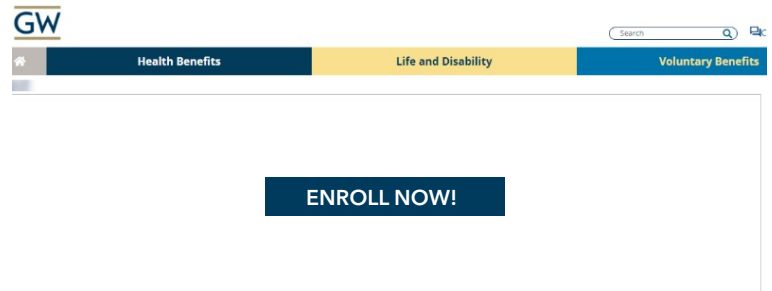 GW
Search
C
Health Benefits
Life and Disability
Voluntary Benefits
ENROLL NOW!